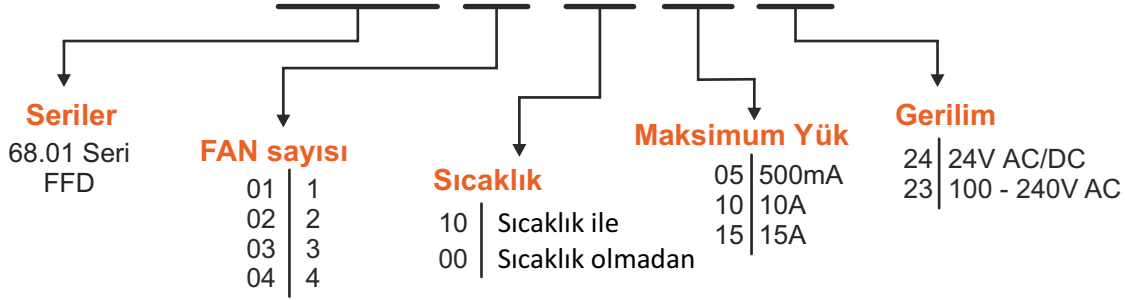 Seriler
68.01 Seri
FFD
FAN sayısı
01 1
02 2
03 3
04 4
Sıcaklık
10 Sıcaklık ile
00 Sıcaklık olmadan
Maksimum Yük
05 500mA
10 10A
15 15A
Gerilim
24 24V AC/DC
23 100 - 240V AC